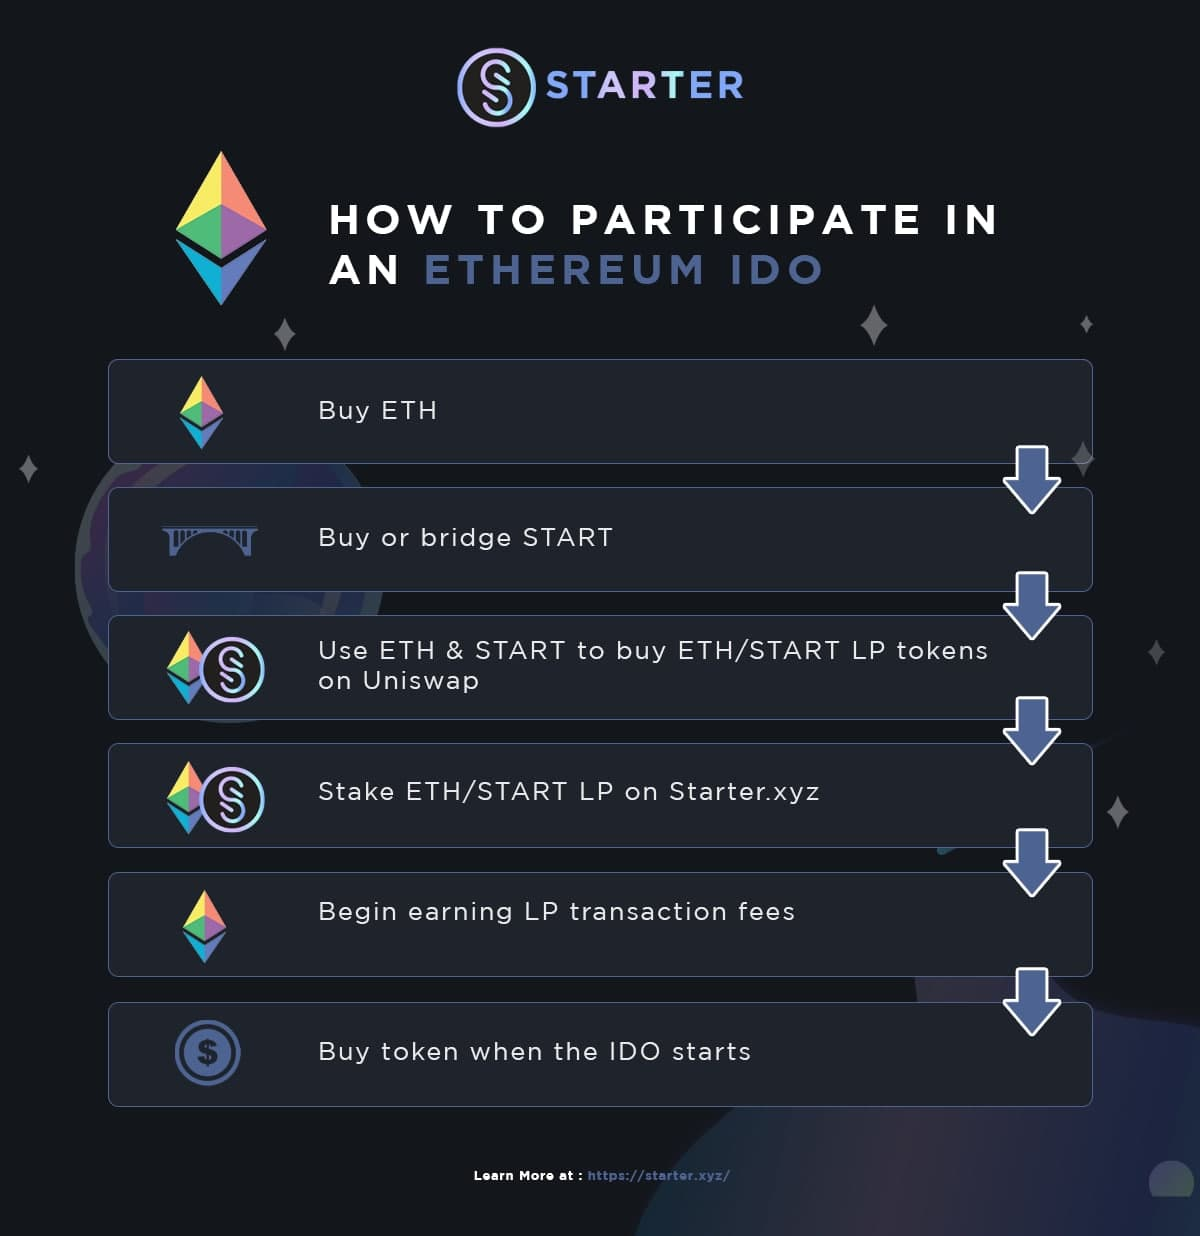 STARTER
HOW TO PARTICIPATE IN
AN ETHEREUM IDO
Buy ETH
Buy or bridge START
Use ETH & START to buy ETH/START LP tokens
on Uniswap
Stake ETH/START LP on Starter.xyz
Begin earning LP transaction fees
$
Buy token when the IDO starts
Learn More at : https://starter.xyz/